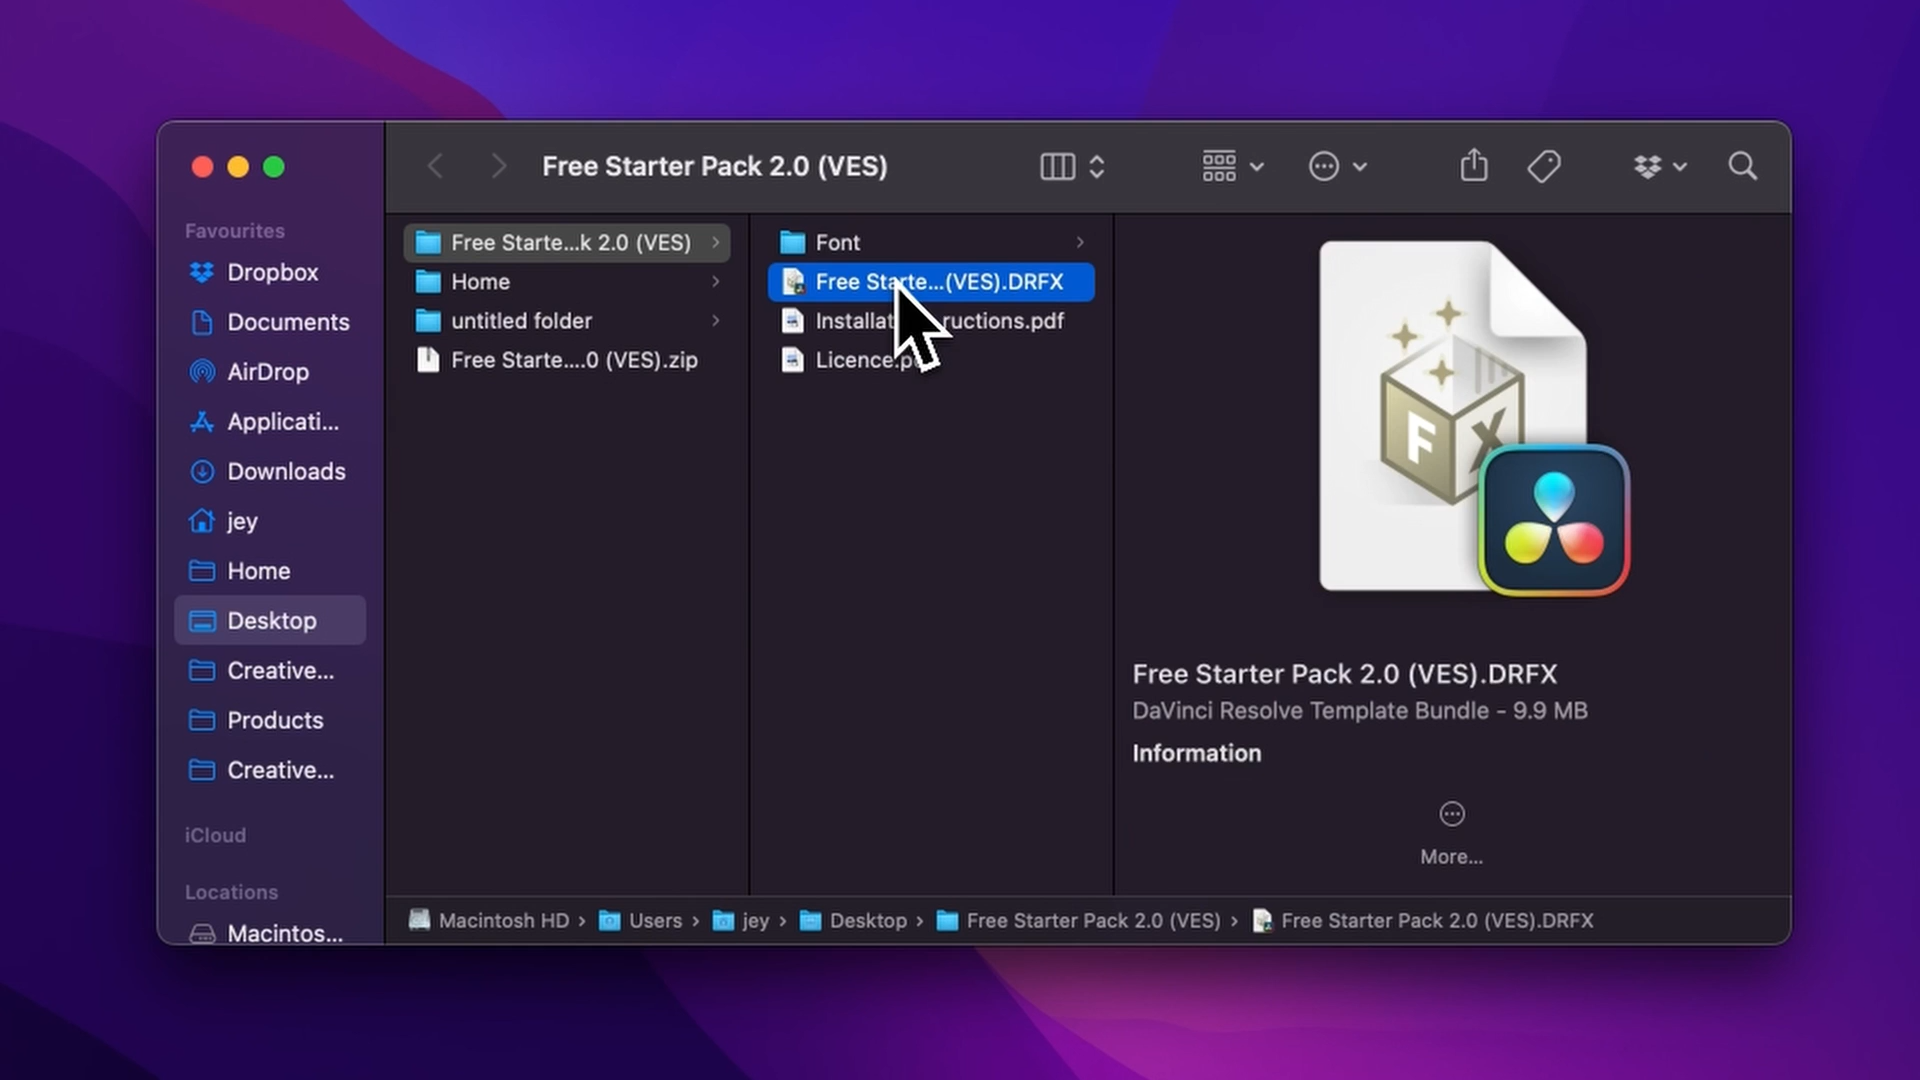 Free Starter Pack 2.0 (VES)
Favourites
Dropbox
Documents
AirDrop
Applicati...
Downloads
jey
Home
Desktop
Creative...
Products
Creative...
iCloud
Locations
Macintos...
Free Starte...k 2.0 (VES)
Home
untitled folder
Free Starte....0 (VES).zip
Font
Free Starte...(VES).DRFX
Installat ructions.pdf
Licence.p
F X
Free Starter Pack 2.0 (VES).DRFX
DaVinci Resolve Template Bundle - 9.9 MB
Information
More...
Macintosh HD › Users › jey › Desktop › Free Starter Pack 2.0 (VES) › Free Starter Pack 2.0 (VES).DRFX